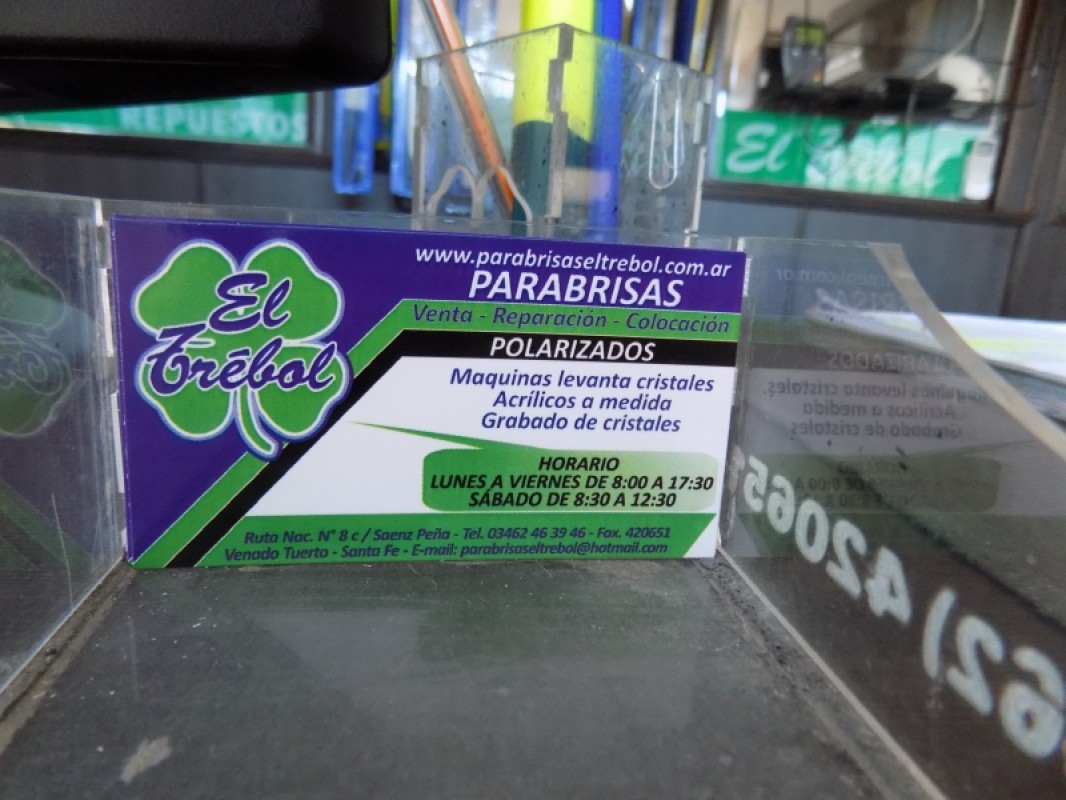 REPUESTOS
El Trébol
El
Trébol
www.parabrisaseltrebol.com.ar
PARABRISAS
Venta - Reparación - Colocación
POLARIZADOS
Maquinas levanta cristales
Acrílicos a medida
Grabado de cristales
HORARIO
LUNES A VIERNES DE 8:00 A 17:30
SÁBADO DE 8:30 A 12:30
Ruta Nac. N° 8 c / Saenz Peña - Tel. 03462 46 39 46 - Fax. 420651
Venado Tuerto - Santa Fe - E-mail: parabrisaseltrebol@hotmail.com
62) 42065